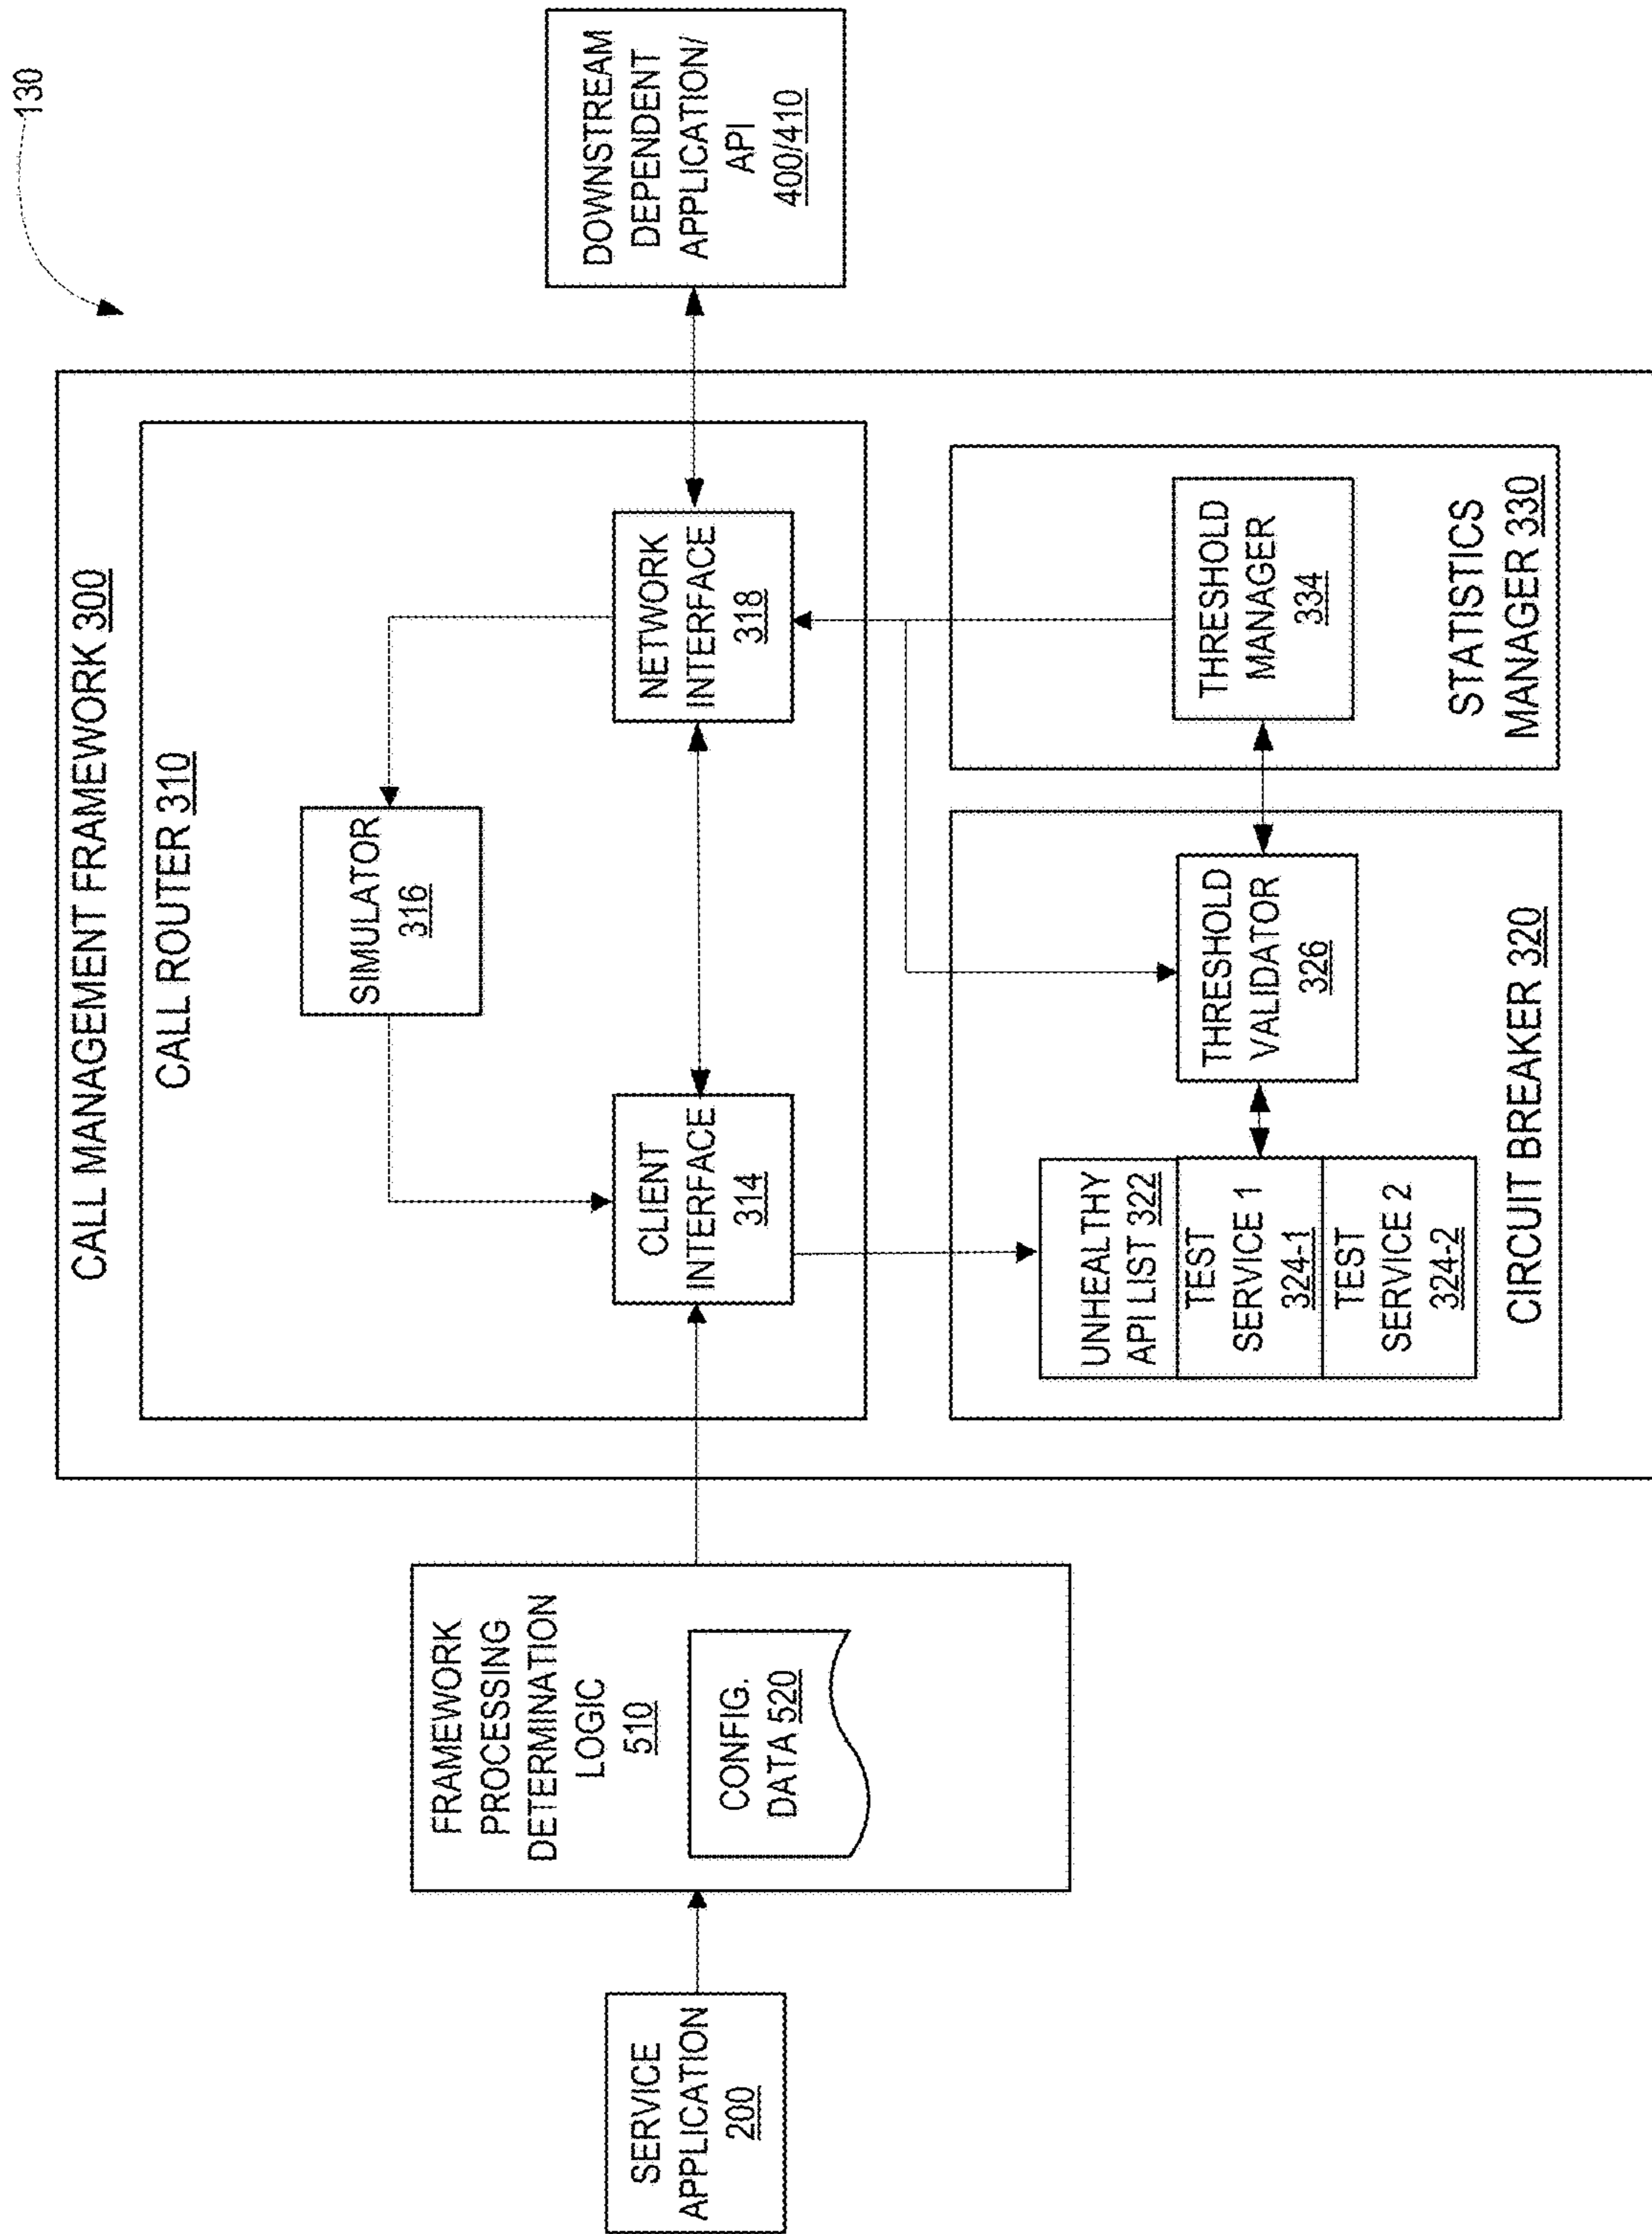 130
CALL MANAGEMENT FRAMEWORK 300
CALL ROUTER 310
SIMULATOR
316
SERVICE
APPLICATION
200
FRAMEWORK
PROCESSING
DETERMINATION
LOGIC
510
CONFIG.
DATA 520
CLIENT
INTERFACE
314
NETWORK
INTERFACE
318
DOWNSTREAM
DEPENDENT
APPLICATION/
API
400/410
UNHEALTHY
API LIST 322
TEST
SERVICE 1
324-1
TEST
SERVICE 2
324-2
THRESHOLD
VALIDATOR
326
CIRCUIT BREAKER 320
THRESHOLD
MANAGER
334
STATISTICS
MANAGER 330